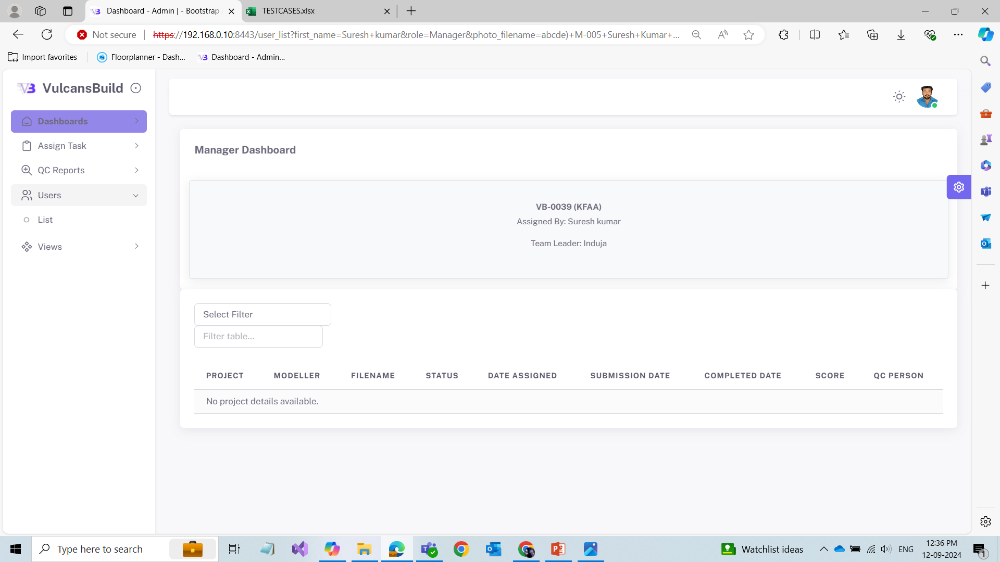 Dashboard - Admin | - Bootstrap
TESTCASES.xlsx
Not secure
https://192.168.0.10:8443/user_list?first_name=Suresh+kumar&role=Manager&photo_filename=abcde)+M-005+Suresh+Kumar+...
Import favorites
Floorplanner - Dash...
Dashboard - Admin...
VulcansBuild
Dashboards
Assign Task
QC Reports
Users
List
Views
Manager Dashboard
VB-0039 (KFAA)
Assigned By: Suresh kumar
Team Leader: Induja
Select Filter
Filter table...
PROJECT MODELLER FILENAME STATUS DATE ASSIGNED SUBMISSION DATE COMPLETED DATE SCORE QC PERSON
No project details available.
Type here to search
Watchlist ideas
ENG
12:36 PM
12-09-2024
1